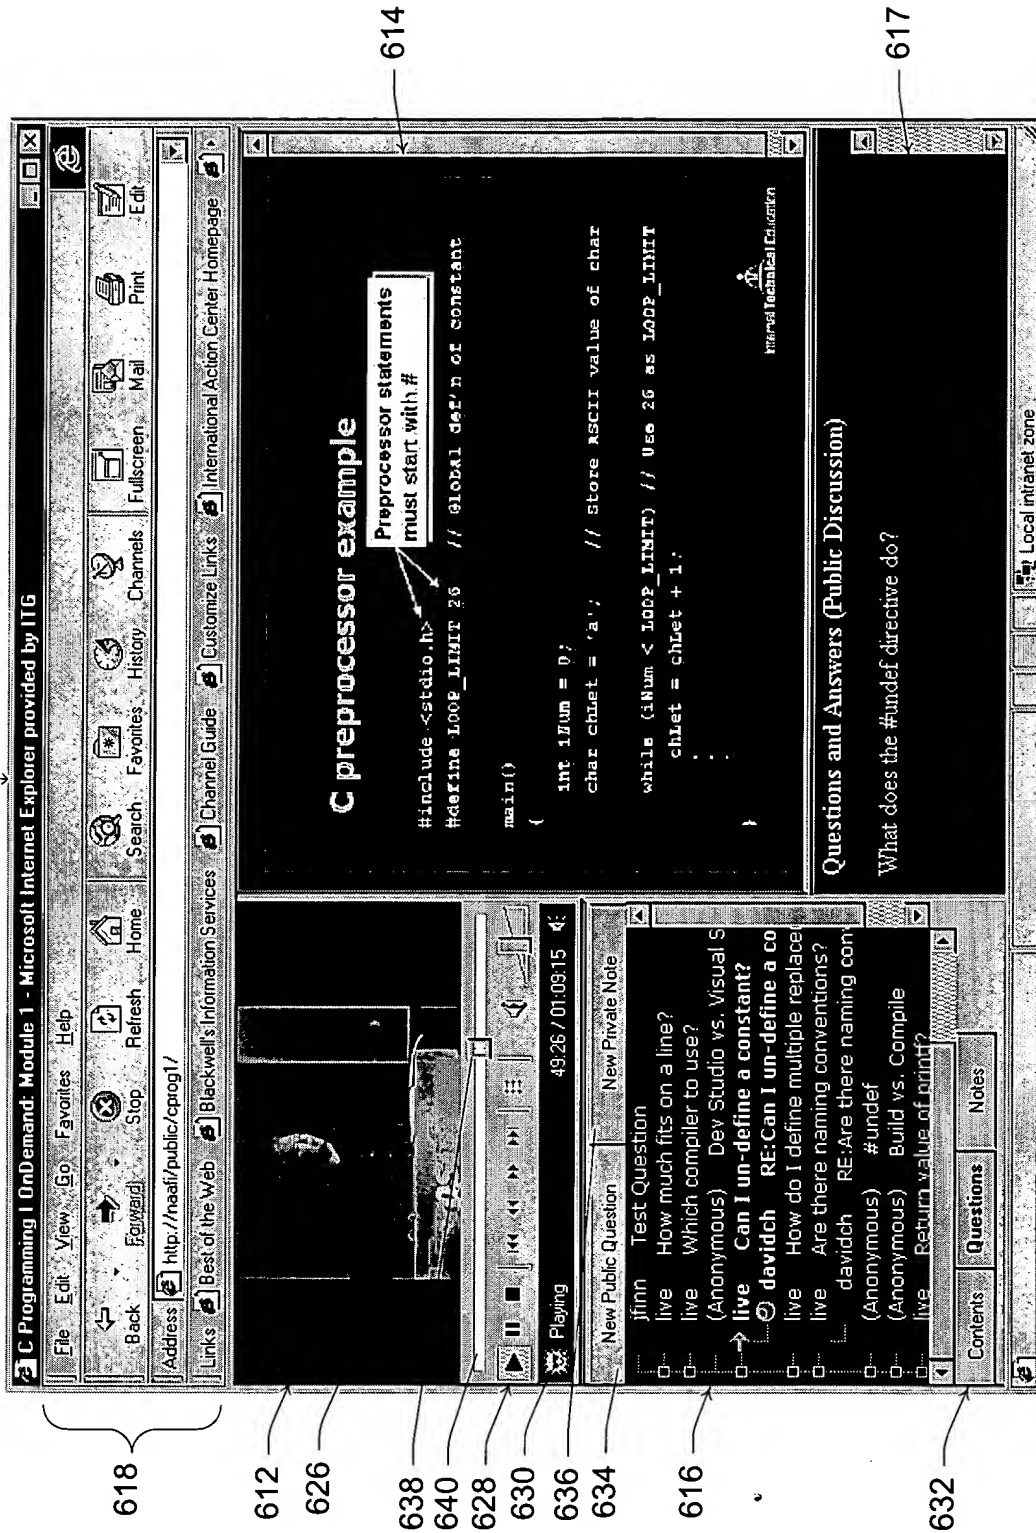 C Programming I OnDemand: Module 1 - Microsoft Internet Explorer provided by ITG
File Edit View Go Favorites Help
Back Forward Stop Refresh Home Search Favorites History Channels Fullscreen Mail Print Edit
Address http://naafi/public/cprog1/
Links Best of the Web Blackwell's Information Services Channel Guide Customize Links International Action Center Homepage
C preprocessor example
Preprocessor statements
must start with #
#include <stdio.h>
#define LOOP_LIMIT 26 // Global def'n of constant
main()
{
int iNum = 0;
char chLet = 'a'; // store ASCII value of char
while (iNum < LOOP_LIMIT) // Use 26 as LOOP_LIMIT
chLet = chLet + 1;
:
:
}
Internal Technical Education
Playing 49:26 / 01:09:15
New Public Question New Private Note
jfinn Test Question
live How much fits on a line?
live Which compiler to use?
(Anonymous) Dev Studio vs. Visual S
live Can I un-define a constant?
davidch RE:Can I un-define a co
live How do I define multiple replace
live Are there naming conventions?
davidch RE:Are there naming conv
(Anonymous) #undef
(Anonymous) Build vs. Compile
live Return value of printf?
Contents Questions Notes
Questions and Answers (Public Discussion)
What does the #undef directive do?
Local intranet zone
618
612
626
638
640
628
630
636
634
616
632
614
617